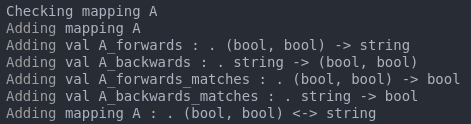 Checking mapping A
Adding mapping A
Adding val A_forwards : . (bool, bool) -> string
Adding val A_backwards : . string -> (bool, bool)
Adding val A_forwards_matches : . (bool, bool) -> bool
Adding val A_backwards_matches : . string -> bool
Adding mapping A : . (bool, bool) <-> string